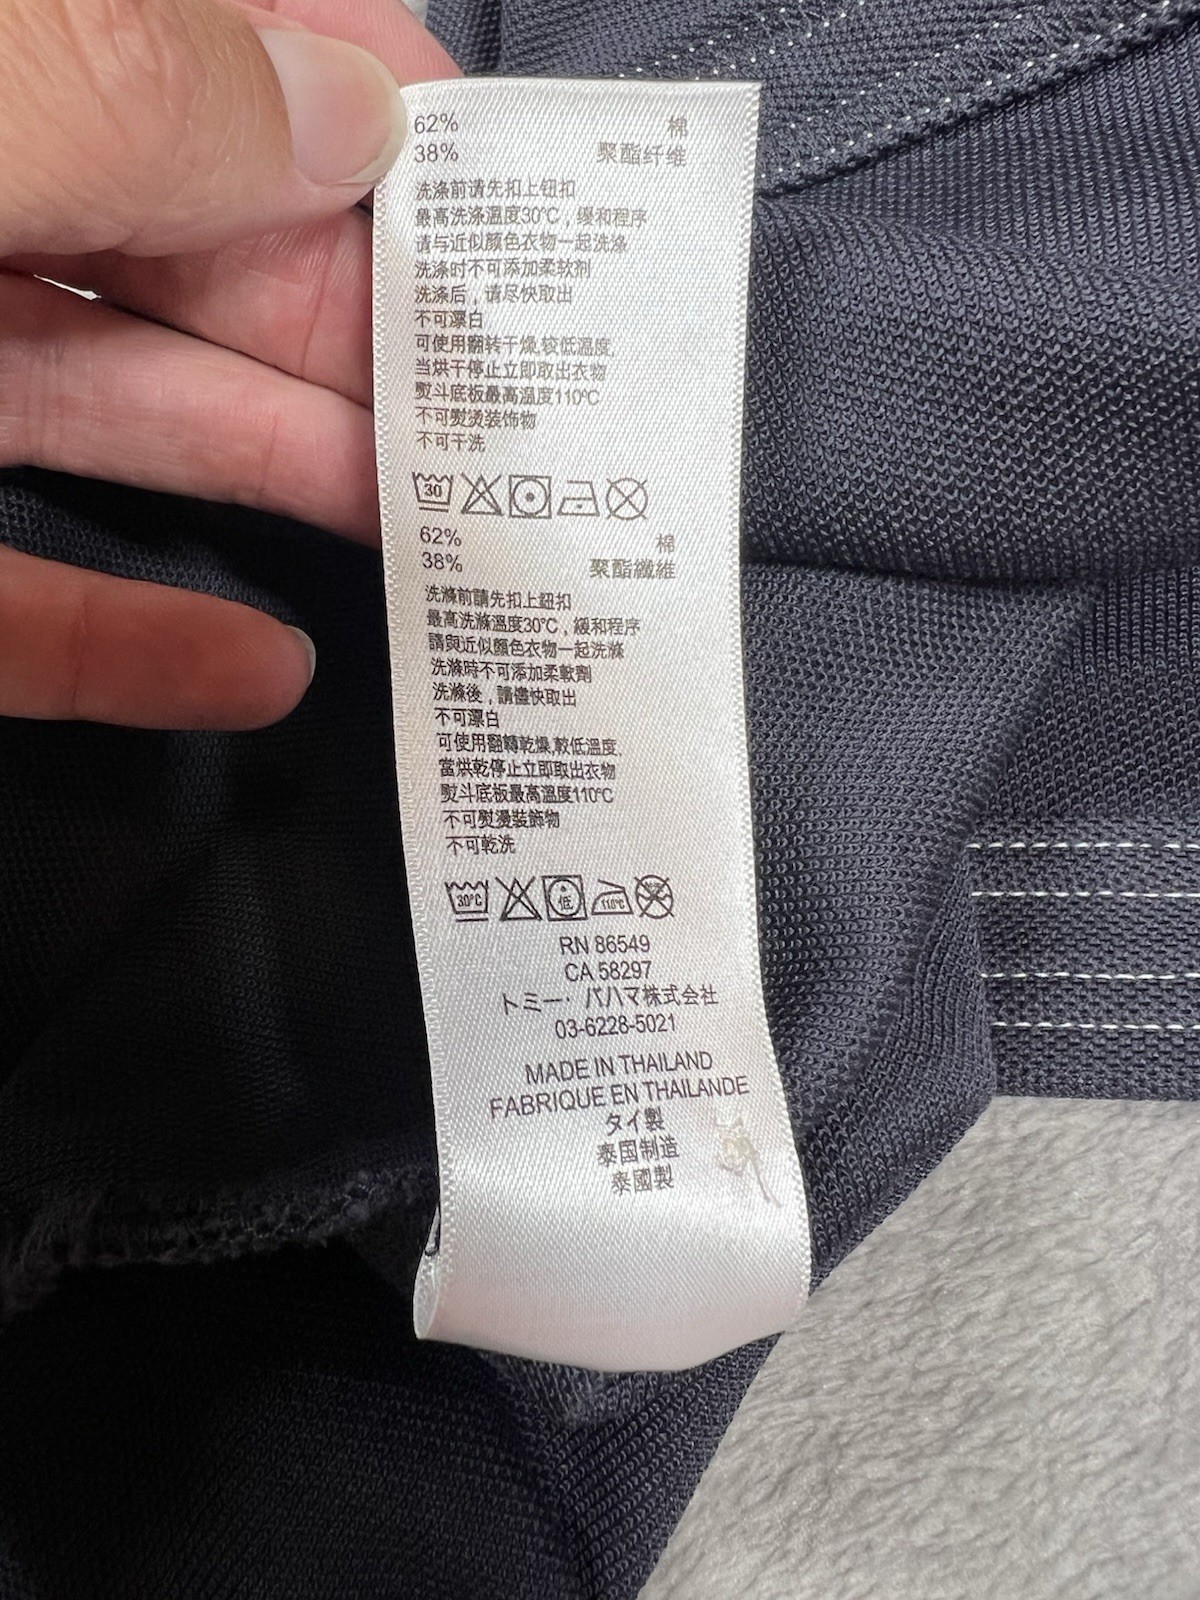 62% 棉
38% 聚酯纤维
洗涤前请先扣上钮扣
最高洗涤温度30°C，缓和程序
请与近似颜色衣物一起洗涤
洗涤时不可添加柔软剂
洗涤后，请尽快取出
不可漂白
可使用翻转干燥,较低温度,
当烘干停止立即取出衣物
熨斗底板最高温度110ºC
不可熨烫装饰物
不可干洗
30
62% 棉
38% 聚酯纖維
洗滌前請先扣上鈕扣
最高洗滌溫度30°C，緩和程序
請與近似顏色衣物一起洗滌
洗滌時不可添加柔軟劑
洗滌後，請儘快取出
不可漂白
可使用翻轉乾燥,較低溫度,
當烘乾停止立即取出衣物
熨斗底板最高溫度110ºC
不可熨燙裝飾物
不可乾洗
30°C 低 110°C
RN 86549
CA 58297
トミー・バハマ株式会社
03-6228-5021
MADE IN THAILAND
FABRIQUE EN THAILANDE
タイ製
泰国制造
泰國製